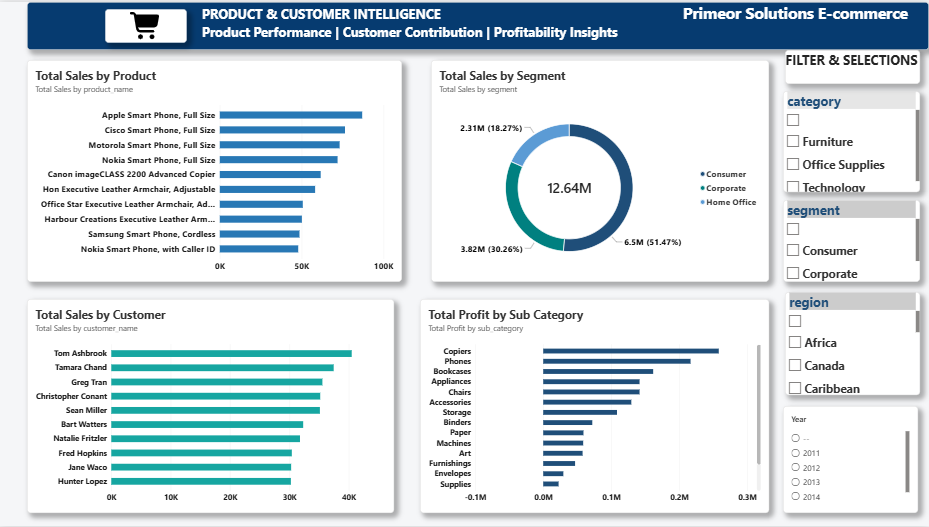 PRODUCT & CUSTOMER INTELLIGENCE
Product Performance | Customer Contribution | Profitability Insights
Primeor Solutions E-commerce
Total Sales by Product
Total Sales by product_name
Apple Smart Phone, Full Size
Cisco Smart Phone, Full Size
Motorola Smart Phone, Full Size
Nokia Smart Phone, Full Size
Canon imageCLASS 2200 Advanced Copier
Hon Executive Leather Armchair, Adjustable
Office Star Executive Leather Armchair, Ad...
Harbour Creations Executive Leather Arm...
Samsung Smart Phone, Cordless
Nokia Smart Phone, with Caller ID
0K 50K 100K
Total Sales by Segment
Total Sales by segment
2.31M (18.27%)
12.64M
3.82M (30.26%)
6.5M (51.47%)
Consumer
Corporate
Home Office
Total Sales by Customer
Total Sales by customer_name
Tom Ashbrook
Tamara Chand
Greg Tran
Christopher Conant
Sean Miller
Bart Watters
Natalie Fritzler
Fred Hopkins
Jane Waco
Hunter Lopez
0K 10K 20K 30K 40K
Total Profit by Sub Category
Total Profit by sub_category
Copiers
Phones
Bookcases
Appliances
Chairs
Accessories
Storage
Binders
Paper
Machines
Art
Furnishings
Envelopes
Supplies
-0.1M 0.0M 0.1M 0.2M 0.3M
FILTER & SELECTIONS
category
Furniture
Office Supplies
Technology
segment
Consumer
Corporate
region
Africa
Canada
Caribbean
Year
--
2011
2012
2013
2014